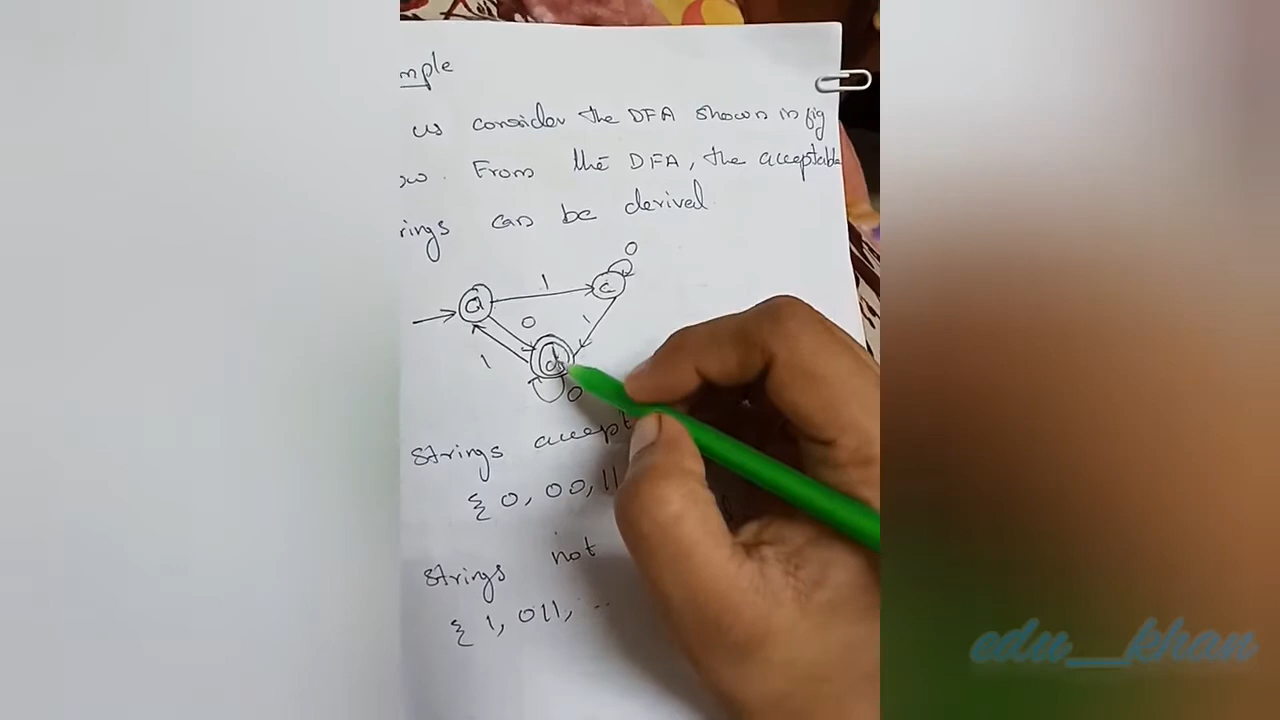 mple
us consider the DFA shown in fig
ow. From the DFA, the acceptable
rings can be derived.
0
1
a
c
0
1
1
d
0
strings accept
{ 0, 00, 11
strings not
{ 1, 011, ...
edu__khan